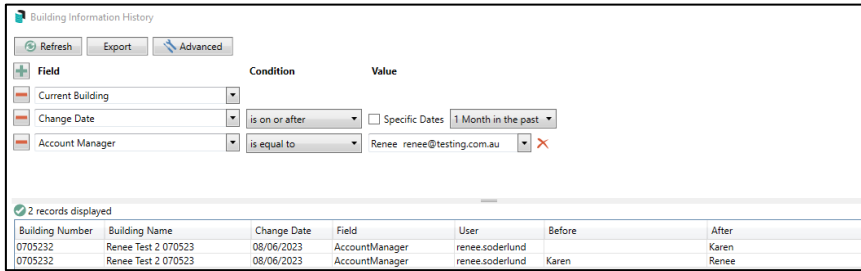 Building Information History
Refresh Export Advanced
Field Condition Value
Current Building
Change Date is on or after Specific Dates 1 Month in the past
Account Manager is equal to Renee renee@testing.com.au
2 records displayed
Building Number Building Name Change Date Field User Before After
0705232 Renee Test 2 070523 08/06/2023 AccountManager renee.soderlund Karen
0705232 Renee Test 2 070523 08/06/2023 AccountManager renee.soderlund Karen Renee